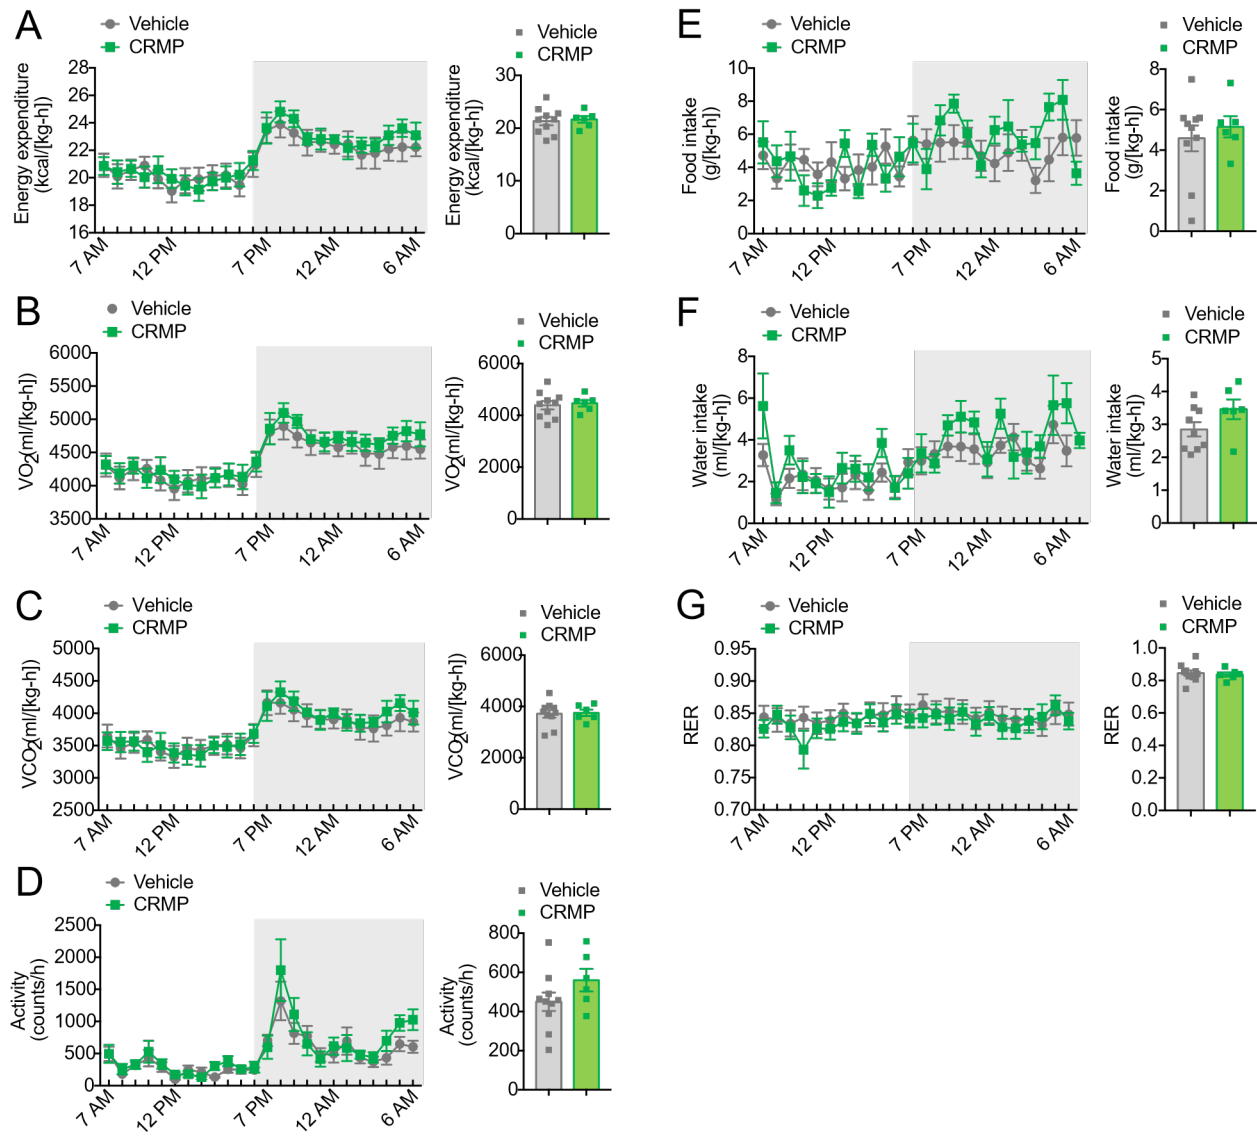 A
Vehicle
CRMP
Energy expenditure
(kcal/[kg-h])
28
26
24
22
20
18
16
7 AM
12 PM
7 PM
12 AM
6 AM
Vehicle
CRMP
Energy expenditure
(kcal/[kg-h])
30
20
10
0
E
Vehicle
CRMP
Food intake
(g/[kg-h])
10
8
6
4
2
0
7 AM
12 PM
7 PM
12 AM
6 AM
Vehicle
CRMP
Food intake
(g/[kg-h])
8
6
4
2
0
B
Vehicle
CRMP
VO2(ml/[kg-h])
6000
5500
5000
4500
4000
3500
7 AM
12 PM
7 PM
12 AM
6 AM
Vehicle
CRMP
VO2(ml/[kg-h])
6000
4000
2000
0
F
Vehicle
CRMP
Water intake
(ml/[kg-h])
8
6
4
2
0
7 AM
12 PM
7 PM
12 AM
6 AM
Vehicle
CRMP
Water intake
(ml/[kg-h])
5
4
3
2
1
0
C
Vehicle
CRMP
VCO2(ml/[kg-h])
5000
4500
4000
3500
3000
2500
7 AM
12 PM
7 PM
12 AM
6 AM
Vehicle
CRMP
VCO2(ml/[kg-h])
6000
4000
2000
0
G
Vehicle
CRMP
RER
0.95
0.90
0.85
0.80
0.75
0.70
7 AM
12 PM
7 PM
12 AM
6 AM
Vehicle
CRMP
RER
1.0
0.8
0.6
0.4
0.2
0.0
D
Vehicle
CRMP
Activity
(counts/h)
2500
2000
1500
1000
500
0
7 AM
12 PM
7 PM
12 AM
6 AM
Vehicle
CRMP
Activity
(counts/h)
800
600
400
200
0